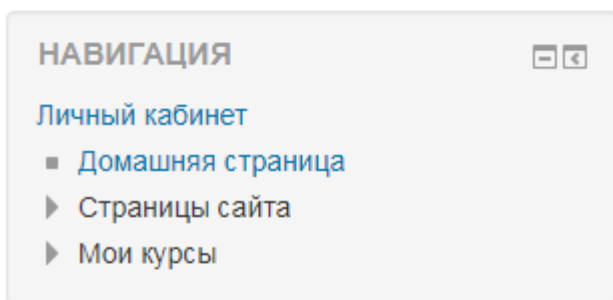 НАВИГАЦИЯ
Личный кабинет
Домашняя страница
Страницы сайта
Мои курсы